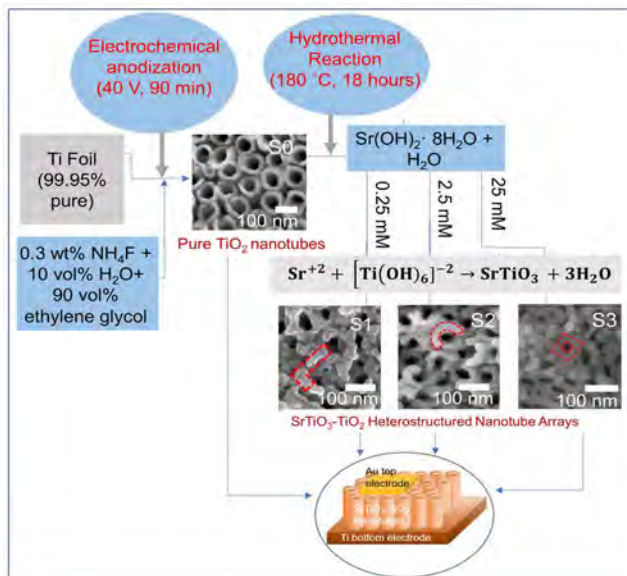 Electrochemical
anodization
(40 V, 90 min)
Hydrothermal
Reaction
(180 ˚C, 18 hours)
Ti Foil
(99.95%
pure)
S0
100 nm
Sr(OH)₂· 8H₂O +
H₂O
Pure TiO₂ nanotubes
0.3 wt% NH₄F +
10 vol% H₂O+
90 vol%
ethylene glycol
0.25 mM
2.5 mM
25 mM
Sr⁺² + [Ti(OH)₆]⁻² → SrTiO₃ + 3H₂O
S1
100 nm
S2
100 nm
S3
100 nm
SrTiO₃-TiO₂ Heterostructured Nanotube Arrays
Au top
electrode
Ti bottom electrode